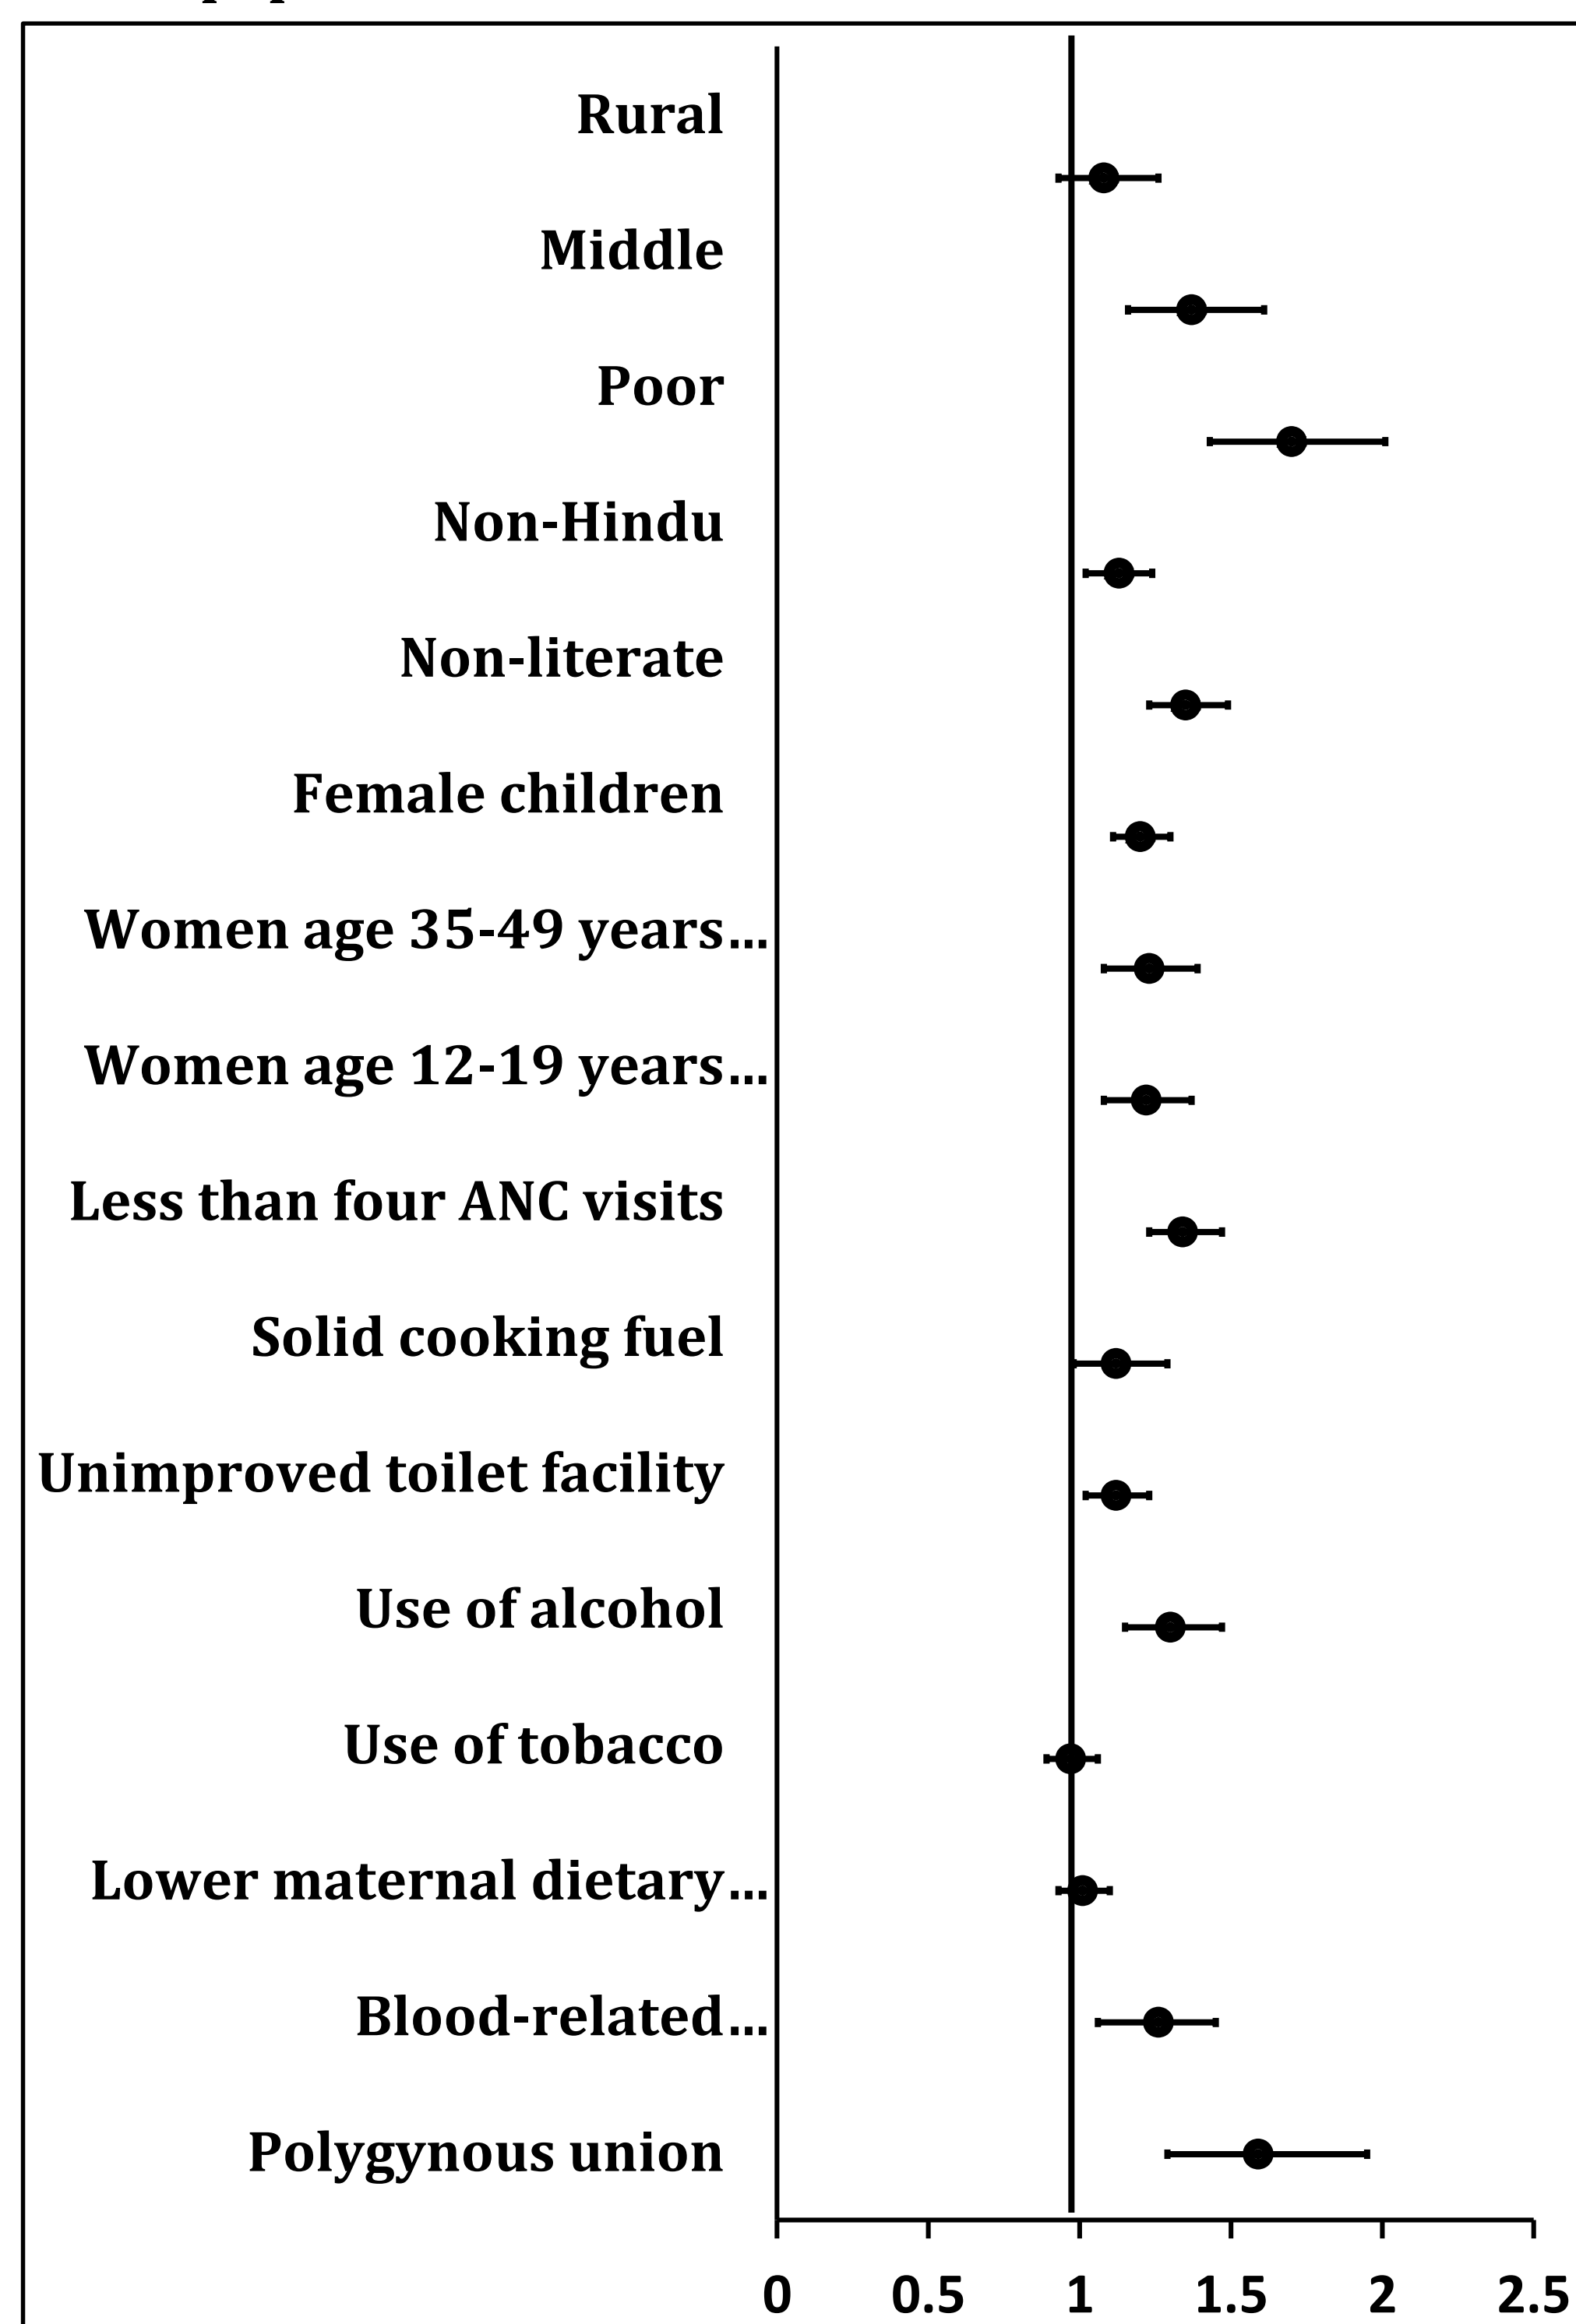 Rural
Middle
Poor
Non-Hindu
Non-literate
Female children
Women age 35-49 years...
Women age 12-19 years...
Less than four ANC visits
Solid cooking fuel
Unimproved toilet facility
Use of alcohol
Use of tobacco
Lower maternal dietary...
Blood-related...
Polygynous union
0 0.5 1 1.5 2 2.5